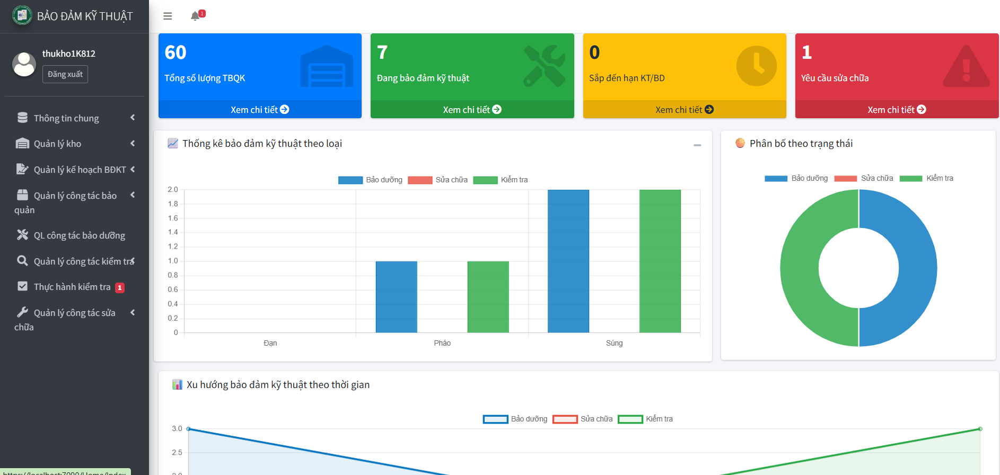 BẢO ĐẢM KỸ THUẬT
1
thukho1K812
Đăng xuất
Thông tin chung
Quản lý kho
Quản lý kế hoạch BĐKT
Quản lý công tác bảo
quản
QL công tác bảo dưỡng
Quản lý công tác kiểm tra
Thực hành kiểm tra 1
Quản lý công tác sửa
chữa
60
Tổng số lượng TBQK
Xem chi tiết
7
Đang bảo đảm kỹ thuật
Xem chi tiết
0
Sắp đến hạn KT/BD
Xem chi tiết
1
Yêu cầu sửa chữa
Xem chi tiết
Thống kê bảo đảm kỹ thuật theo loại
Bảo dưỡng Sửa chữa Kiểm tra
2.0
1.8
1.6
1.4
1.2
1.0
0.8
0.6
0.4
0.2
0
Đạn Pháo Súng
Phân bố theo trạng thái
Bảo dưỡng Sửa chữa Kiểm tra
Xu hướng bảo đảm kỹ thuật theo thời gian
Bảo dưỡng Sửa chữa Kiểm tra
3.0
2.5
2.0
https://localhost:7090/Home/Index